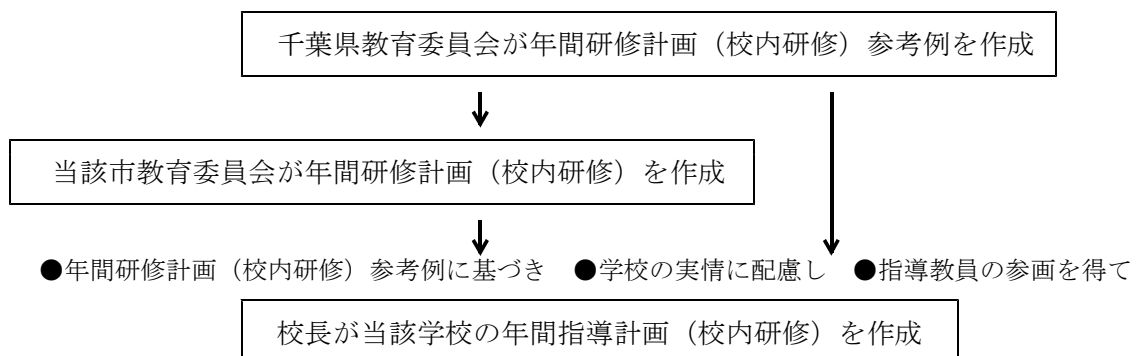 千葉県教育委員会が年間研修計画（校内研修）参考例を作成
当該市教育委員会が年間研修計画（校内研修）を作成
●年間研修計画（校内研修）参考例に基づき　●学校の実情に配慮し　●指導教員の参画を得て
校長が当該学校の年間指導計画（校内研修）を作成